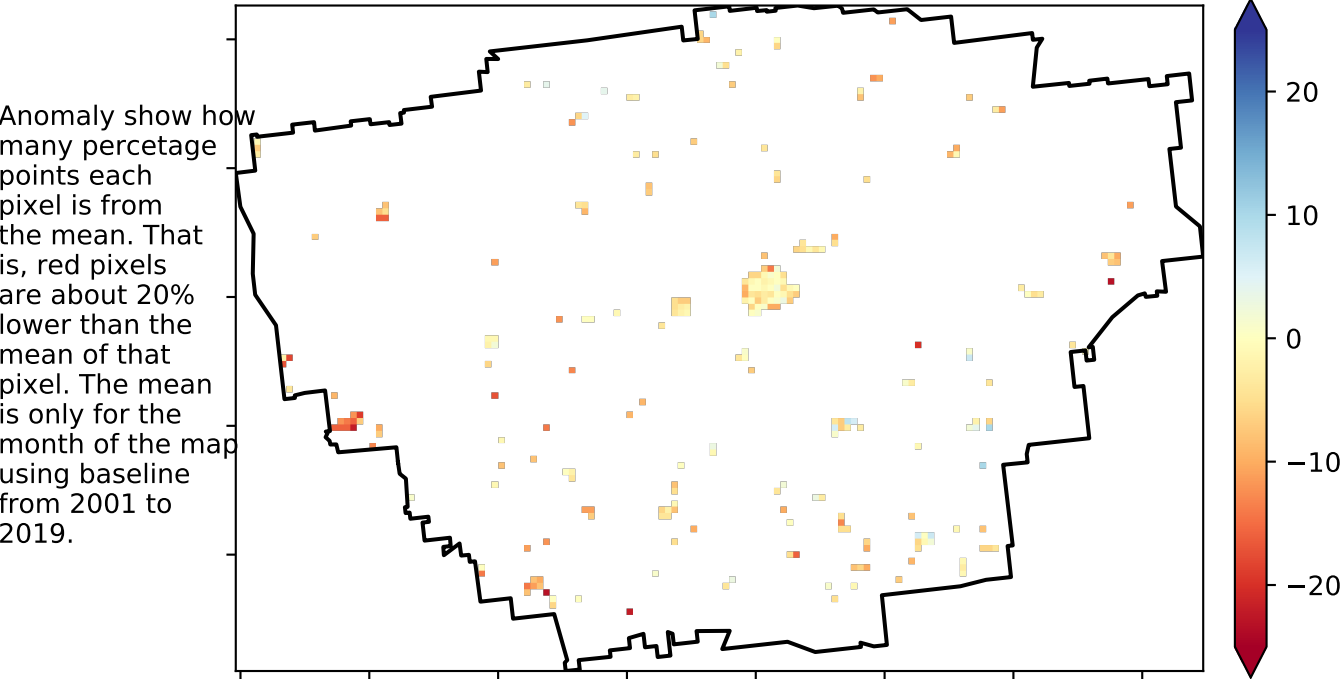 Anomaly show how
many percetage
points each
pixel is from
the mean. That
is, red pixels
are about 20%
lower than the
mean of that
pixel. The mean
is only for the
month of the map
using baseline
from 2001 to
2019.
20
10
0
−10
−20